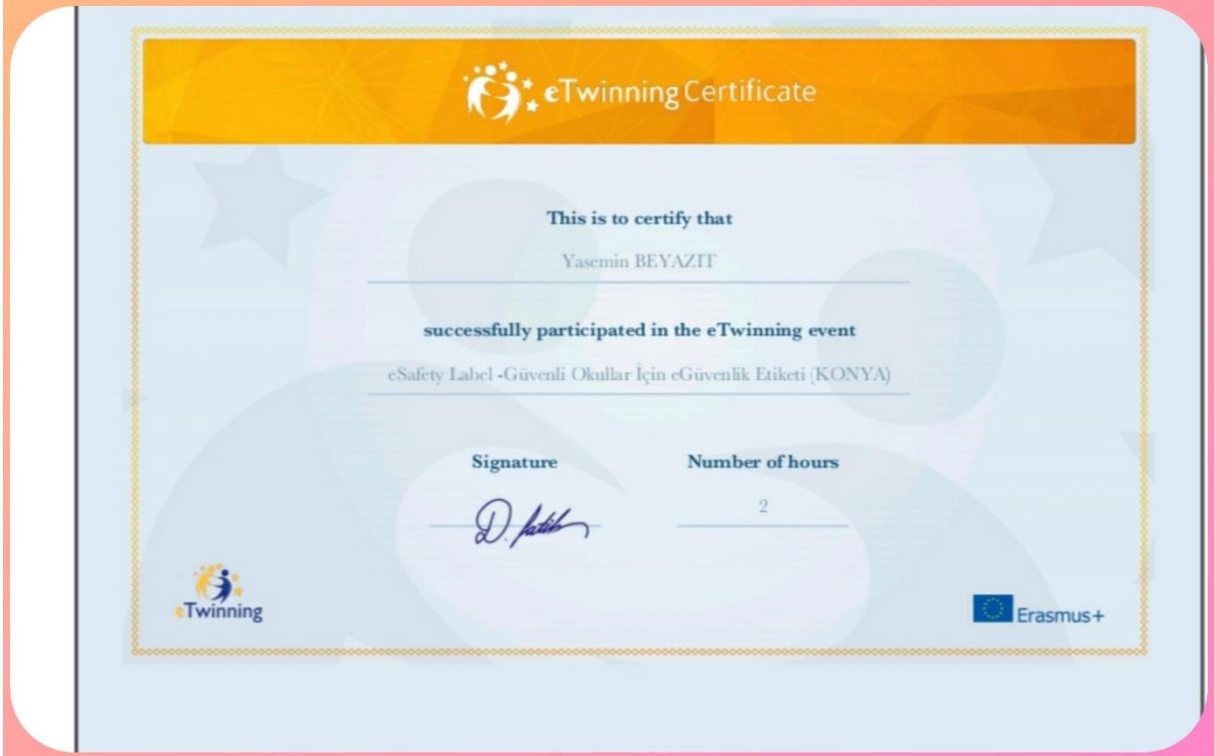 eTwinning Certificate
This is to certify that
Yasemin BEYAZIT
successfully participated in the eTwinning event
eSafety Label -Güvenli Okullar İçin eGüvenlik Etiketi (KONYA)
Signature Number of hours
D. fatih 2
eTwinning
Erasmus+